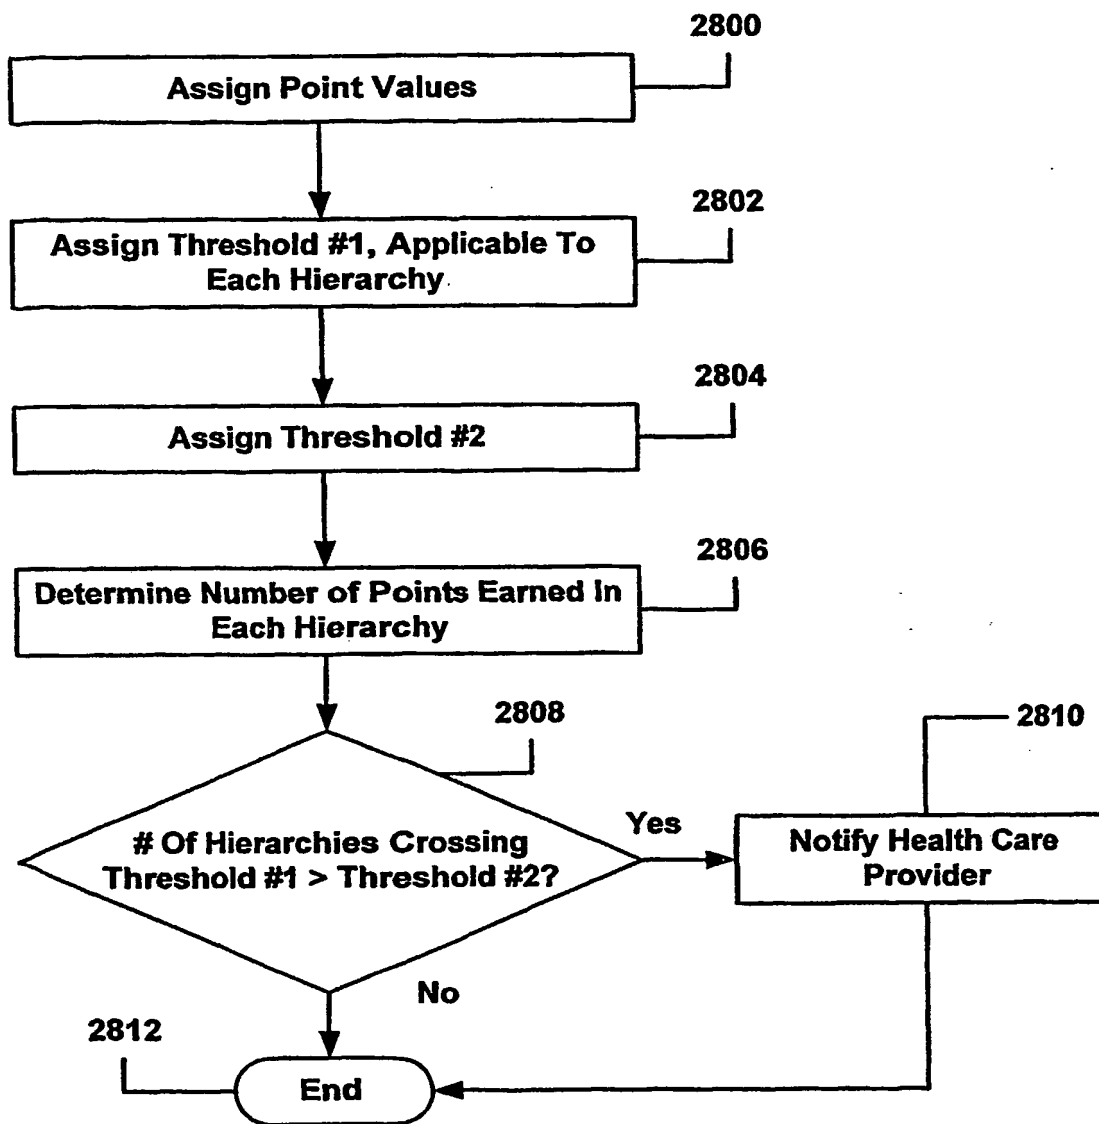 2800
Assign Point Values
2802
Assign Threshold #1, Applicable To
Each Hierarchy
2804
Assign Threshold #2
2806
Determine Number of Points Earned In
Each Hierarchy
2808
2810
# Of Hierarchies Crossing
Threshold #1 > Threshold #2?
Yes
Notify Health Care
Provider
No
2812
End